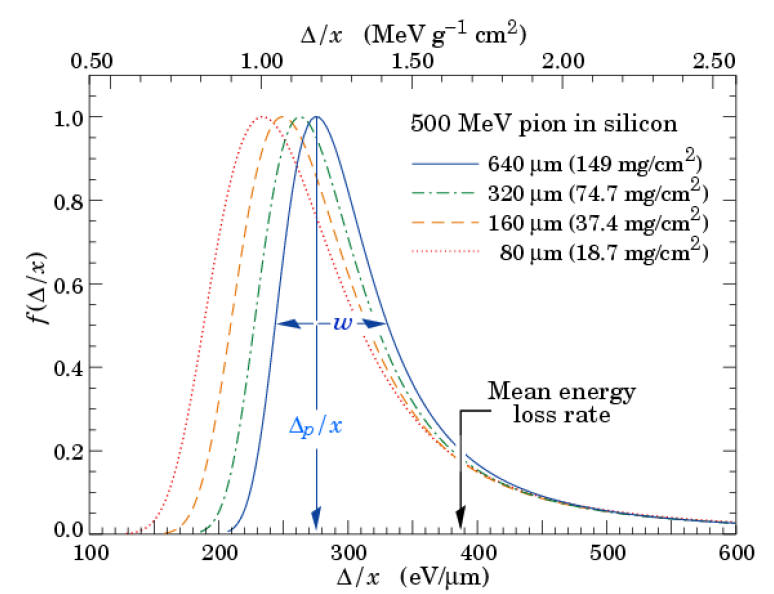 Δ/x (MeV g⁻¹ cm²)
0.50 1.00 1.50 2.00 2.50
500 MeV pion in silicon
640 μm (149 mg/cm²)
320 μm (74.7 mg/cm²)
160 μm (37.4 mg/cm²)
80 μm (18.7 mg/cm²)
1.0
0.8
0.6
0.4
0.2
0.0
f(Δ/x)
w
Δp/x
Mean energy
loss rate
100 200 300 400 500 600
Δ/x (eV/μm)